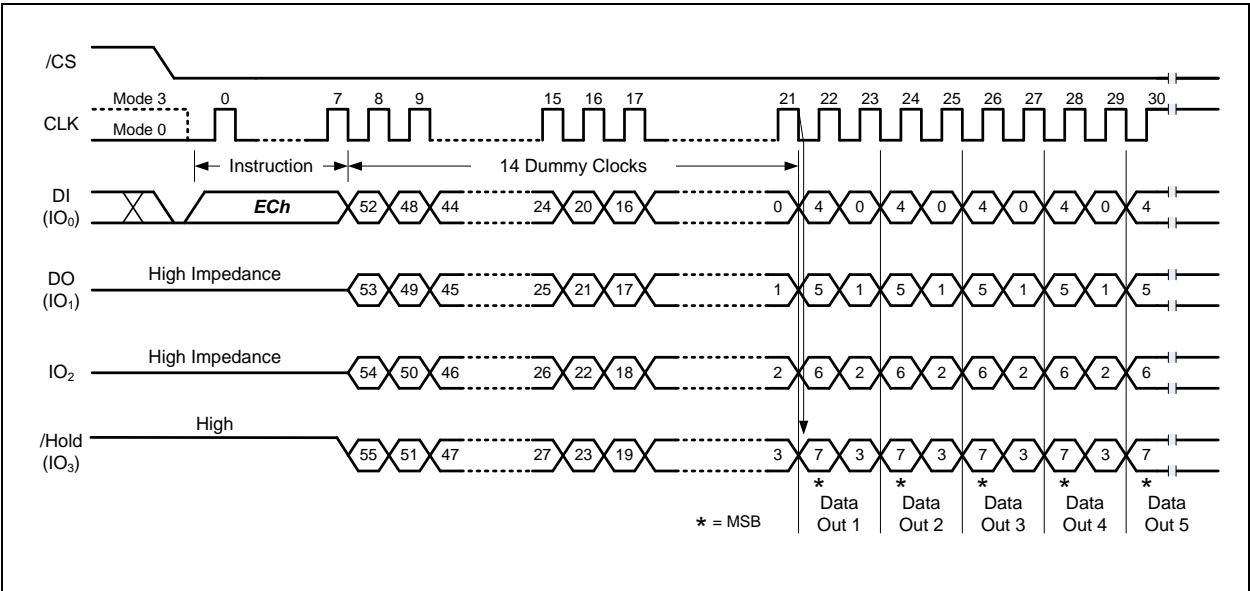 /CS
Mode 3
Mode 0
CLK
0 7 8 9 15 16 17 21 22 23 24 25 26 27 28 29 30
Instruction
14 Dummy Clocks
DI
(IO0)
ECh 52 48 44 24 20 16 0 4 0 4 0 4 0 4 0 4
High Impedance
DO
(IO1)
53 49 45 25 21 17 1 5 1 5 1 5 1 5 1 5
High Impedance
IO2
54 50 46 26 22 18 2 6 2 6 2 6 2 6 2 6
High
/Hold
(IO3)
55 51 47 27 23 19 3 7 3 7 3 7 3 7 3 7
* * * * *
* = MSB
Data
Out 1
Data
Out 2
Data
Out 3
Data
Out 4
Data
Out 5